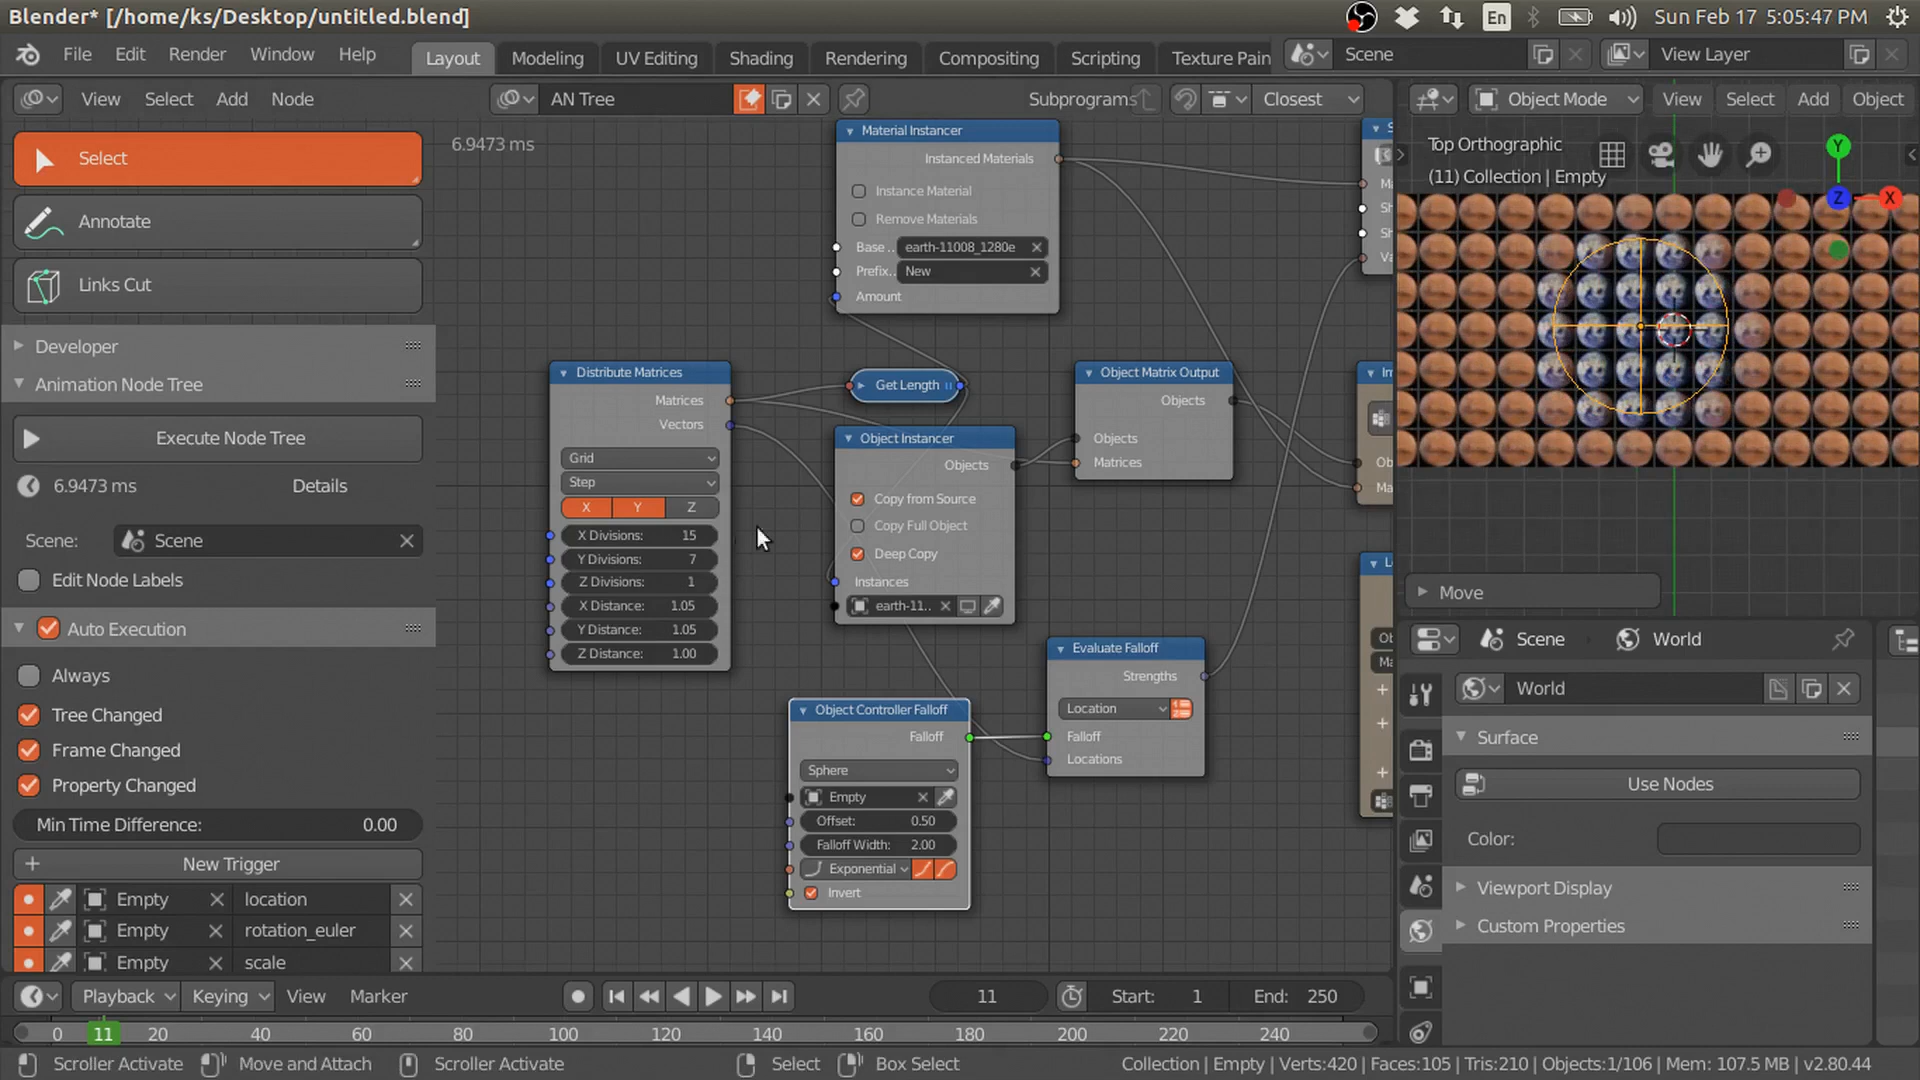 Blender* [/home/ks/Desktop/untitled.blend]
En
Sun Feb 17 5:05:47 PM
File Edit Render Window Help
Layout Modeling UV Editing Shading Rendering Compositing Scripting Texture Pain
Scene
View Layer
View Select Add Node
AN Tree
Subprograms
Closest
Object Mode
View Select Add Object
Select
Annotate
Links Cut
Developer
Animation Node Tree
Execute Node Tree
6.9473 ms
Details
Scene:
Scene
Edit Node Labels
Auto Execution
Always
Tree Changed
Frame Changed
Property Changed
Min Time Difference: 0.00
New Trigger
Empty location
Empty rotation_euler
Empty scale
6.9473 ms
Material Instancer
Instanced Materials
Instance Material
Remove Materials
Base .. earth-11008_1280e
Prefix.. New
Amount
Distribute Matrices
Matrices
Vectors
Grid
Step
X Y Z
X Divisions: 15
Y Divisions: 7
Z Divisions: 1
X Distance: 1.05
Y Distance: 1.05
Z Distance: 1.00
Get Length
Object Instancer
Objects
Copy from Source
Copy Full Object
Deep Copy
Instances
earth-11..
Object Matrix Output
Objects
Objects
Matrices
Object Controller Falloff
Falloff
Sphere
Empty
Offset: 0.50
Falloff Width: 2.00
Exponential
Invert
Evaluate Falloff
Strengths
Location
Falloff
Locations
S
Ma
Sh
Sh
Va
In
Ob
Ma
Lo
Ob
Ma
Top Orthographic
(11) Collection | Empty
Y
Z
X
Move
Scene World
World
Surface
Use Nodes
Color:
Viewport Display
Custom Properties
Playback Keying View Marker
11
Start: 1
End: 250
0 11 20 40 60 80 100 120 140 160 180 200 220 240
Scroller Activate Move and Attach Scroller Activate Select Box Select
Collection | Empty | Verts:420 | Faces:105 | Tris:210 | Objects:1/106 | Mem: 107.5 MB | v2.80.44